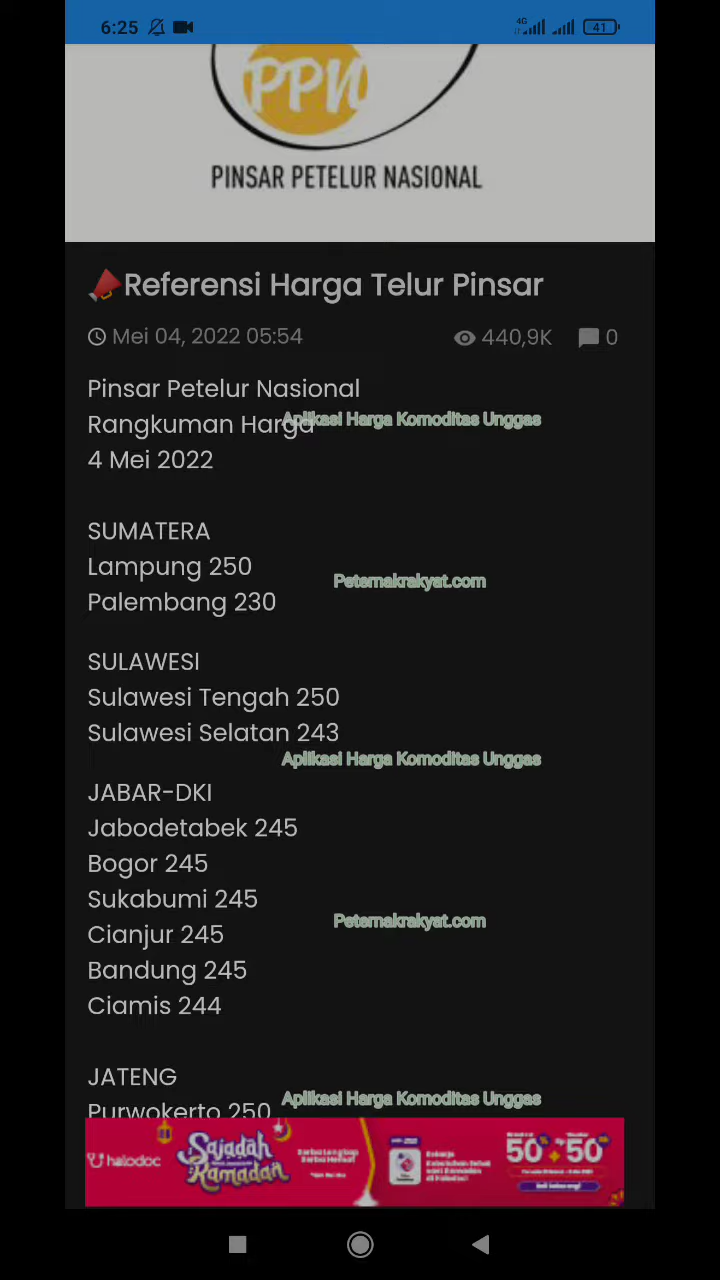 6:25
4G
41
PPN
PINSAR PETELUR NASIONAL
Referensi Harga Telur Pinsar
Mei 04, 2022 05:54
440,9K
0
Pinsar Petelur Nasional
Rangkuman Harga
Aplikasi Harga Komoditas Unggas
4 Mei 2022
SUMATERA
Lampung 250
Peternakrakyat.com
Palembang 230
SULAWESI
Sulawesi Tengah 250
Sulawesi Selatan 243
Aplikasi Harga Komoditas Unggas
JABAR-DKI
Jabodetabek 245
Bogor 245
Sukabumi 245
Peternakrakyat.com
Cianjur 245
Bandung 245
Ciamis 244
JATENG
Aplikasi Harga Komoditas Unggas
Purwokerto 250
halodoc
Sajadah
Ramadan
50 + 50